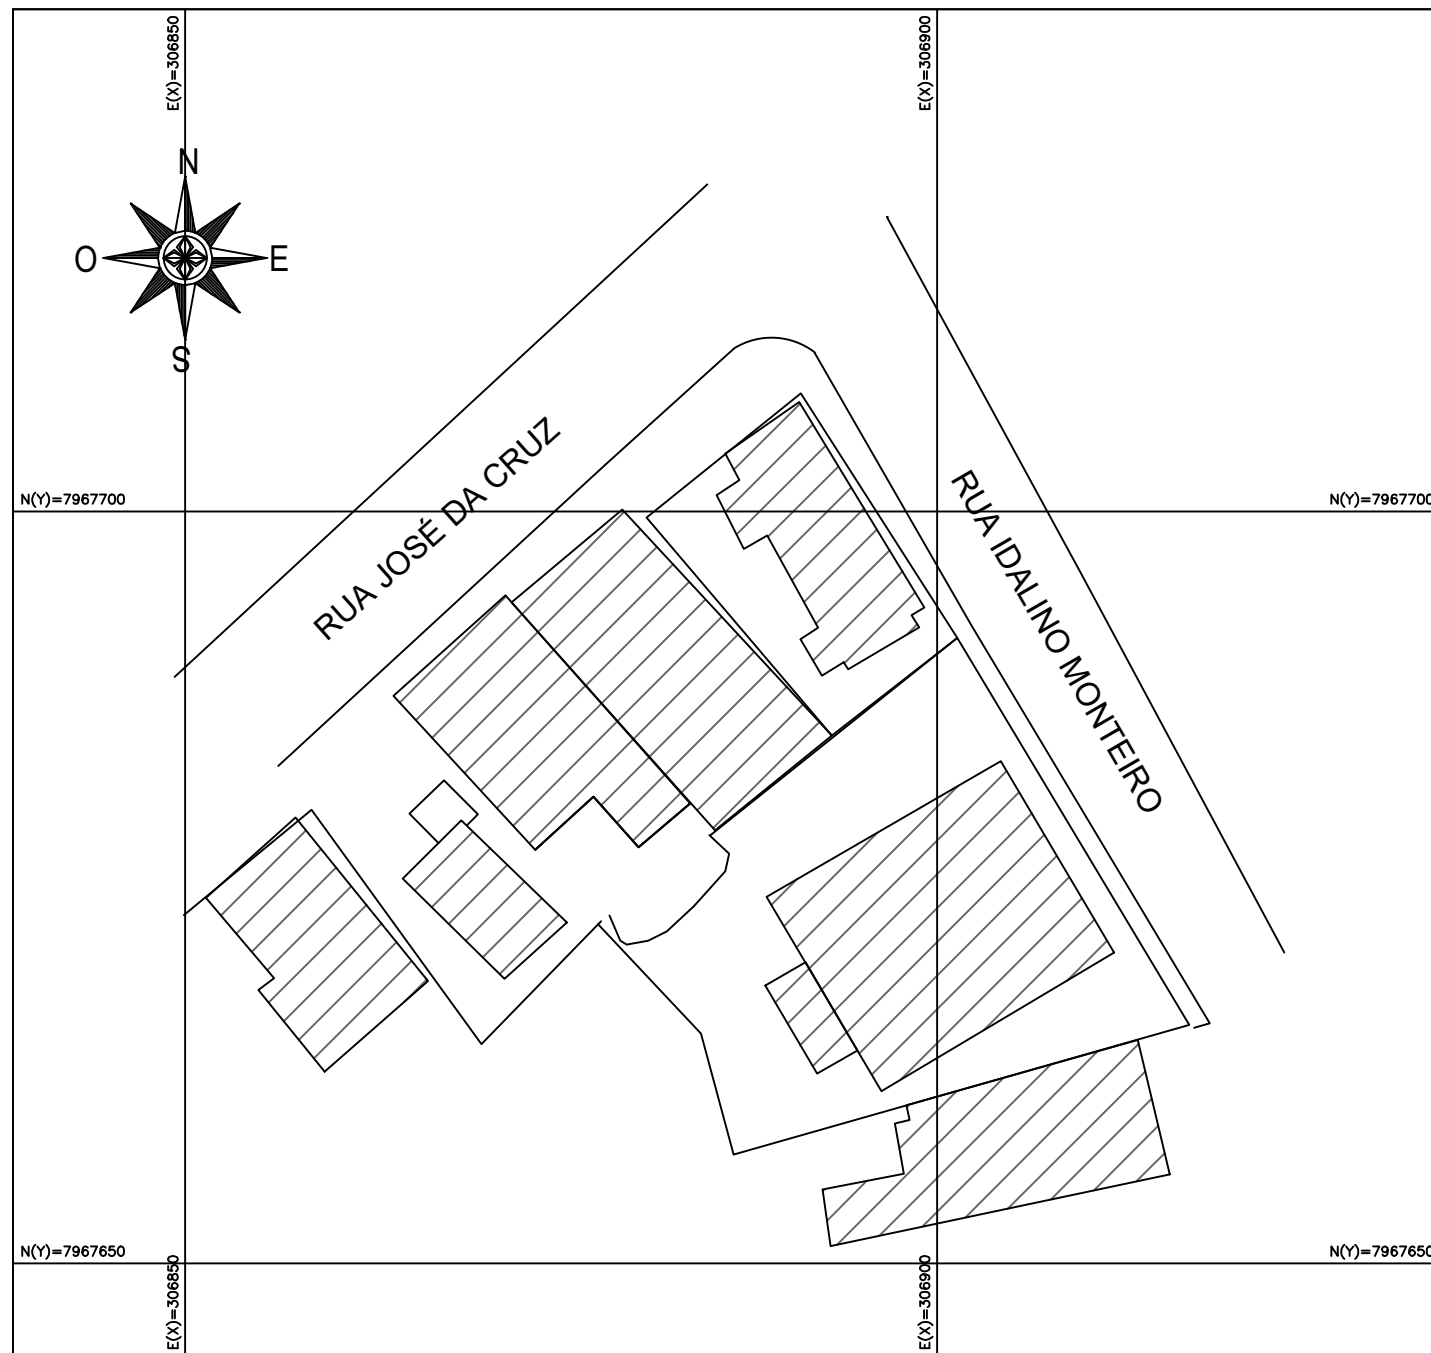 E(X)=306850
E(X)=306900
N
O
E
S
RUA JOSÉ DA CRUZ
N(Y)=7967700
N(Y)=7967700
RUA IDALINO MONTEIRO
N(Y)=7967650
N(Y)=7967650
E(X)=306850
E(X)=306900